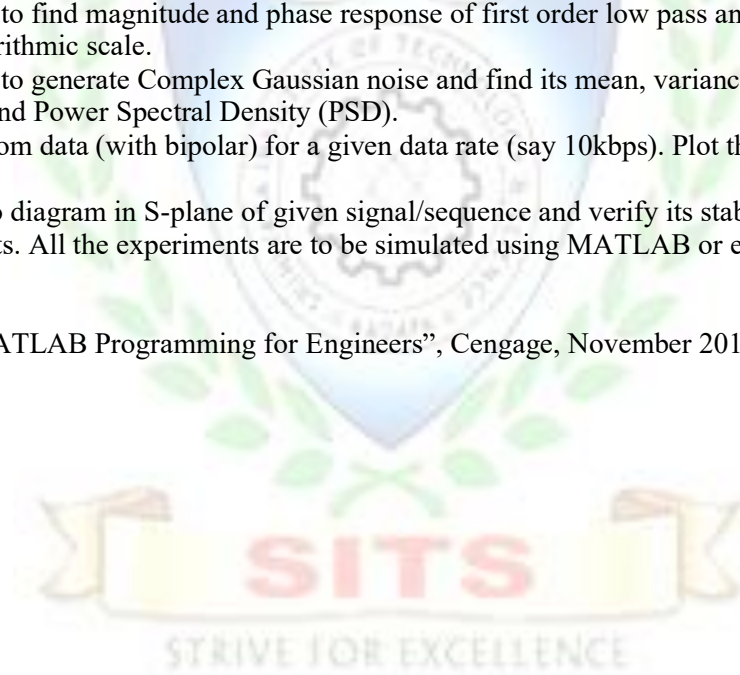 to find magnitude and phase response of first order low pass an
rithmic scale.
to generate Complex Gaussian noise and find its mean, varianc
nd Power Spectral Density (PSD).
om data (with bipolar) for a given data rate (say 10kbps). Plot th
o diagram in S-plane of given signal/sequence and verify its stab
ts. All the experiments are to be simulated using MATLAB or e
ATLAB Programming for Engineers”, Cengage, November 201
SITS
STRIVE FOR EXCELLENCE